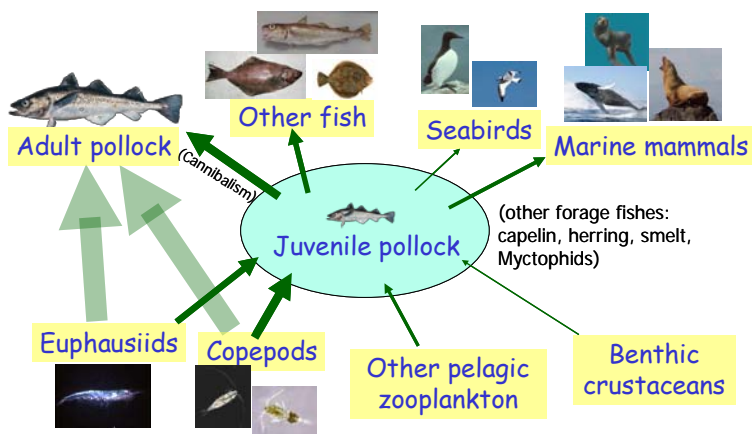 Other fish
Seabirds
Adult pollock
Marine mammals
(Cannibalism)
(other forage fishes:
capelin, herring, smelt,
Myctophids)
Juvenile pollock
Euphausiids
Copepods
Other pelagic
zooplankton
Benthic
crustaceans